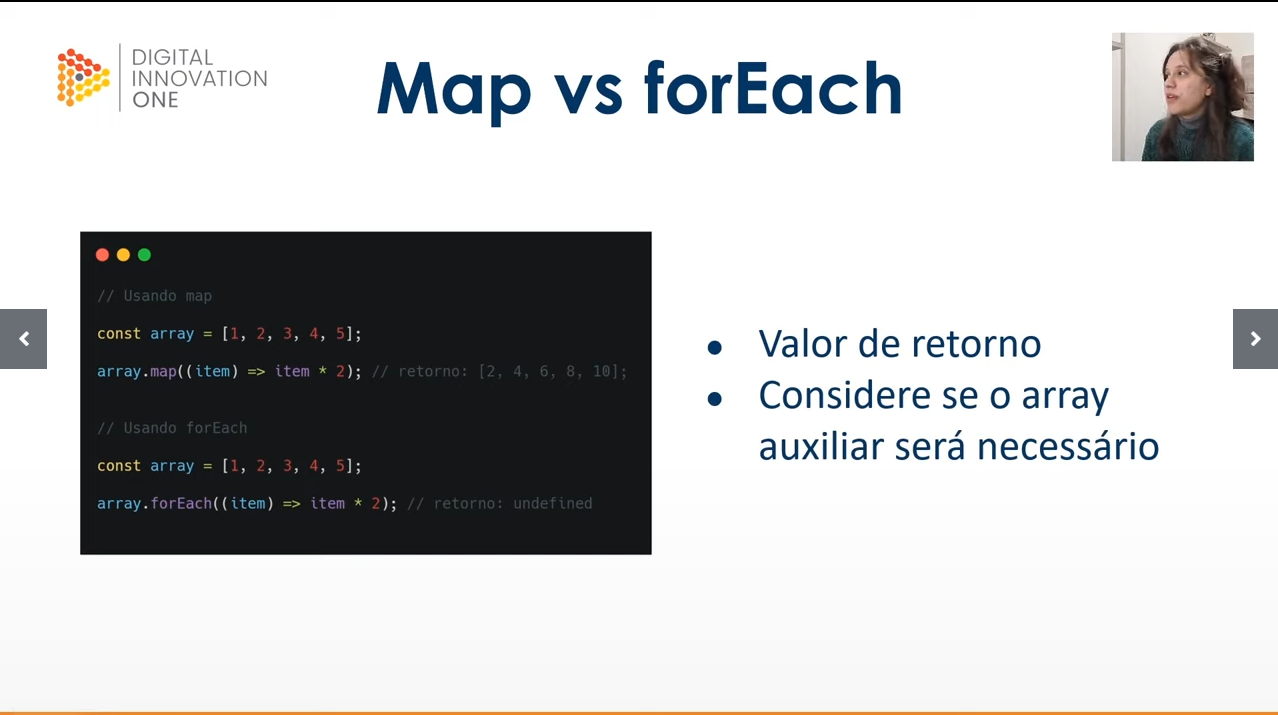 DIGITAL
INNOVATION
ONE
Map vs forEach
// Usando map
const array = [1, 2, 3, 4, 5];
array.map((item) => item * 2); // retorno: [2, 4, 6, 8, 10];
// Usando forEach
const array = [1, 2, 3, 4, 5];
array.forEach((item) => item * 2); // retorno: undefined
● Valor de retorno
● Considere se o array
auxiliar será necessário